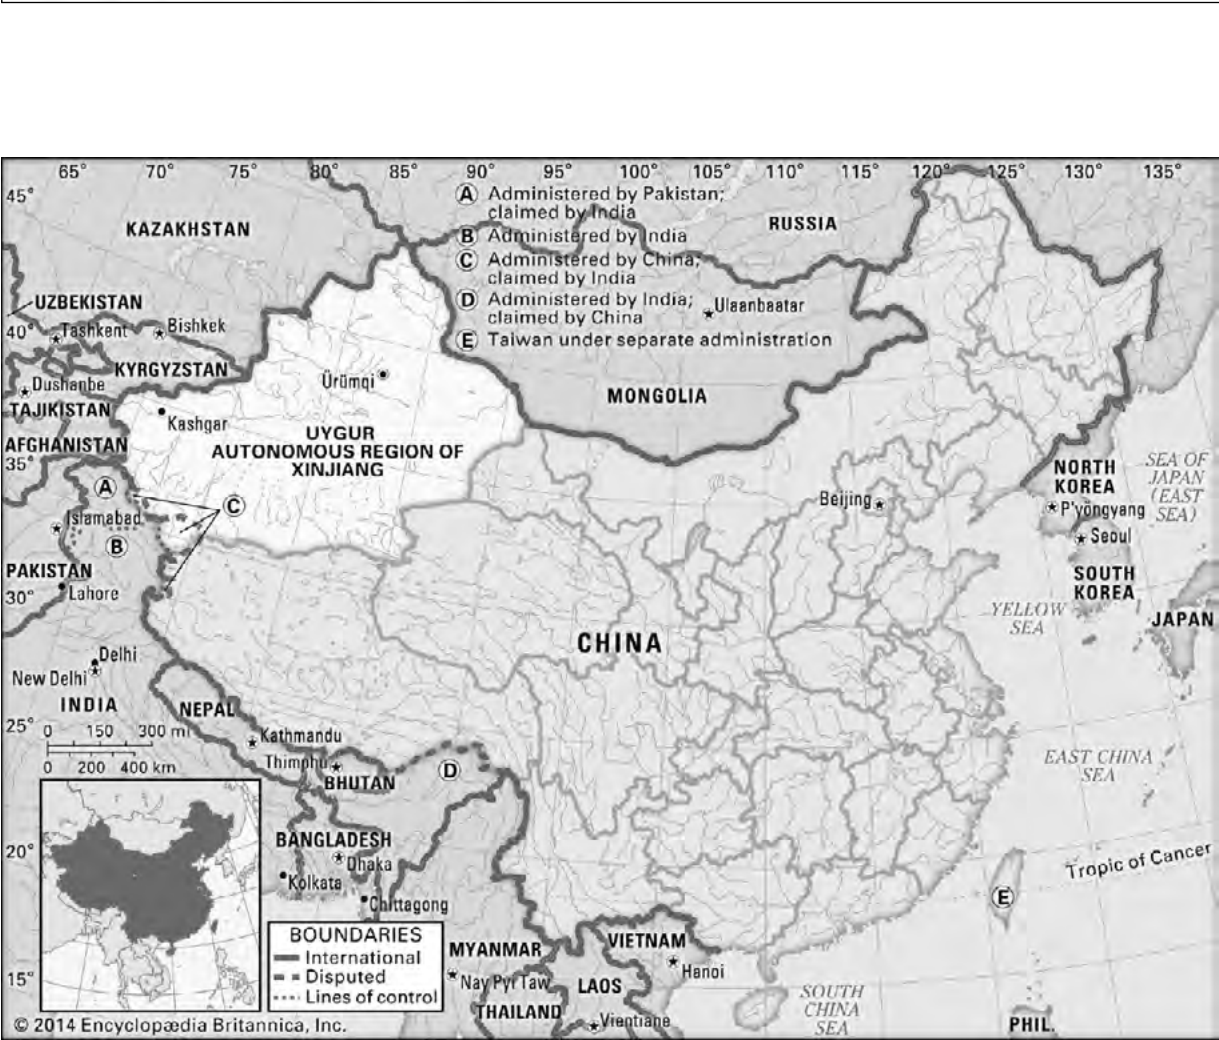 65° 70° 75° 80° 85° 90° 95° 100° 105° 110° 115° 120° 125° 130° 135°
45°
40°
35°
30°
25°
20°
15°
Ⓐ Administered by Pakistan;
claimed by India
Ⓑ Administered by India
Ⓒ Administered by China;
claimed by India
Ⓓ Administered by India;
claimed by China
Ⓔ Taiwan under separate administration
KAZAKHSTAN
RUSSIA
UZBEKISTAN
Tashkent
Bishkek
Ulaanbaatar
KYRGYZSTAN
Dushanbe
TAJIKISTAN
Ürümqi
MONGOLIA
Kashgar
AFGHANISTAN
UYGUR
AUTONOMOUS REGION OF
XINJIANG
A
C
B
Islamabad
Beijing
NORTH
KOREA
P'yŏngyang
SEA OF
JAPAN
(EAST
SEA)
Seoul
SOUTH
KOREA
PAKISTAN
Lahore
YELLOW
SEA
JAPAN
CHINA
Delhi
New Delhi
INDIA
NEPAL
0 150 300 mi
0 200 400 km
Kathmandu
Thimphu
BHUTAN
D
EAST CHINA
SEA
BANGLADESH
Dhaka
Kolkata
Chittagong
Tropic of Cancer
E
BOUNDARIES
International
Disputed
Lines of control
MYANMAR
Nay Pyi Taw
VIETNAM
Hanoi
LAOS
THAILAND
Vientiane
SOUTH
CHINA
SEA
PHIL.
© 2014 Encyclopædia Britannica, Inc.